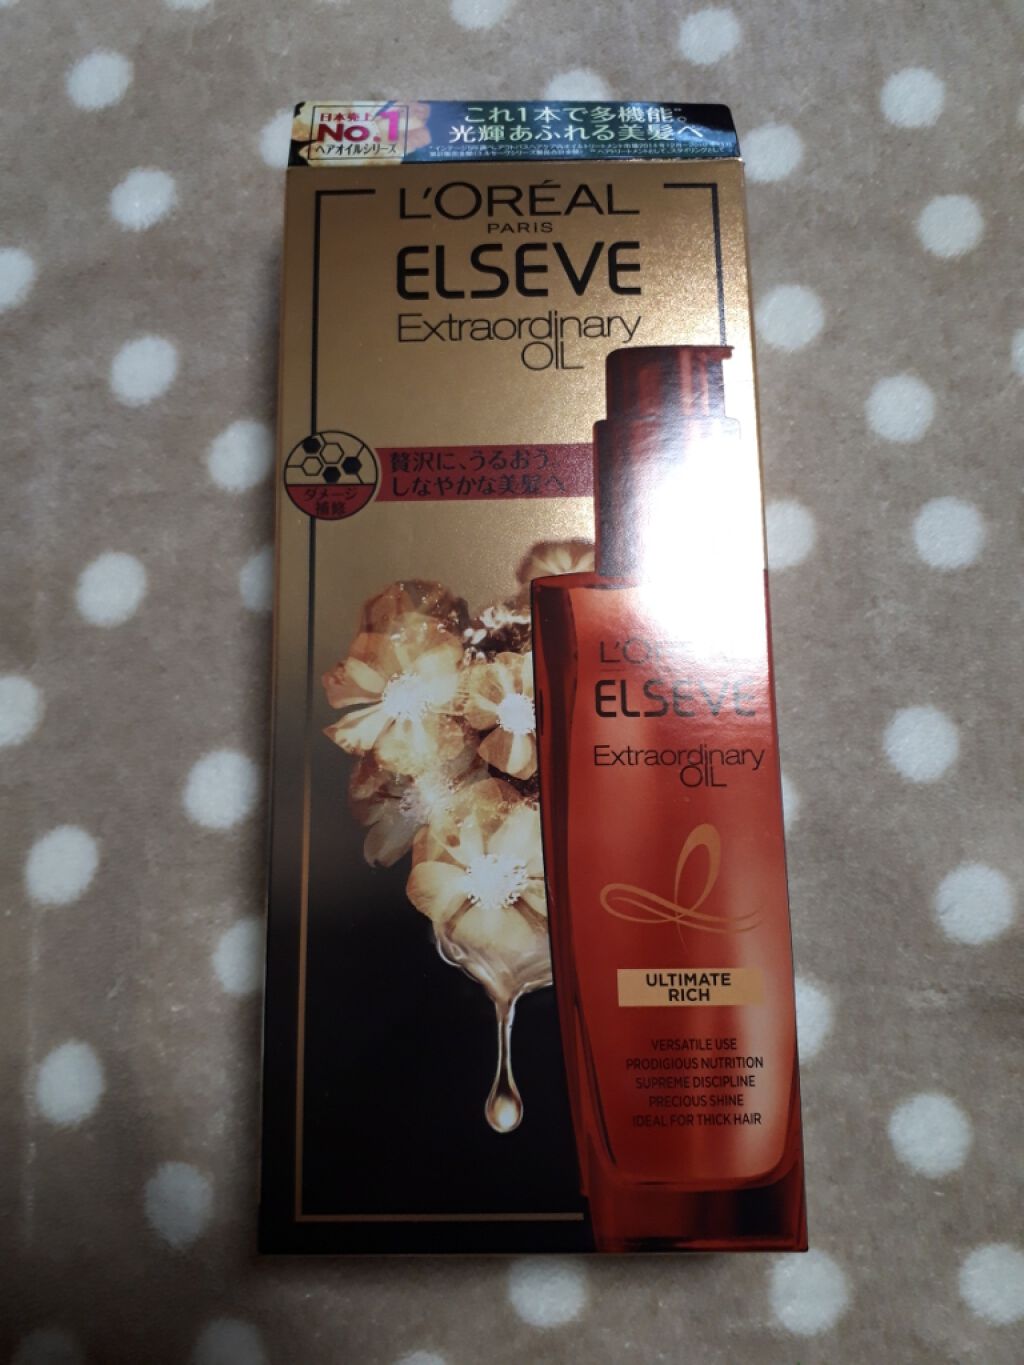 日本売上
No.1
ヘアオイルシリーズ
これ1本で多機能*。
光輝あふれる美髪へ
L'ORÉAL
PARIS
ELSEVE
Extraordinary
OIL
ダメージ
補修
贅沢に、うるおう。
しなやかな美髪へ
ELSEVE
Extraordinary
OIL
ULTIMATE
RICH
VERSATILE USE
PRODIGIOUS NUTRITION
SUPREME DISCIPLINE
PRECIOUS SHINE
IDEAL FOR THICK HAIR